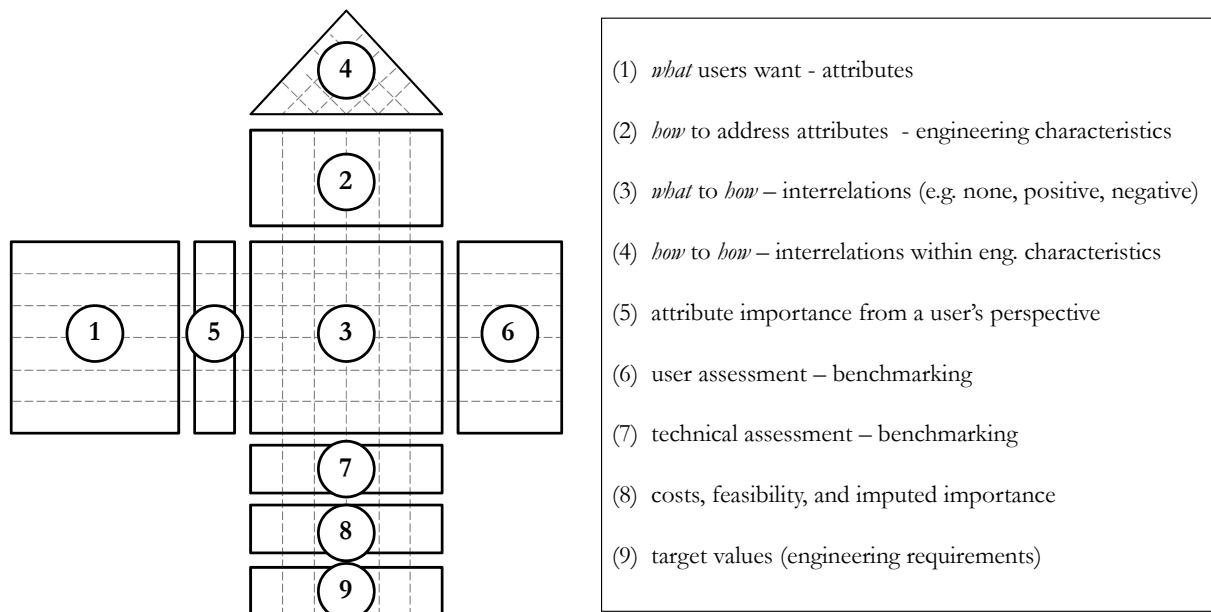 4
2
1
5
3
6
7
8
9
(1) what users want - attributes
(2) how to address attributes - engineering characteristics
(3) what to how – interrelations (e.g. none, positive, negative)
(4) how to how – interrelations within eng. characteristics
(5) attribute importance from a user’s perspective
(6) user assessment – benchmarking
(7) technical assessment – benchmarking
(8) costs, feasibility, and imputed importance
(9) target values (engineering requirements)